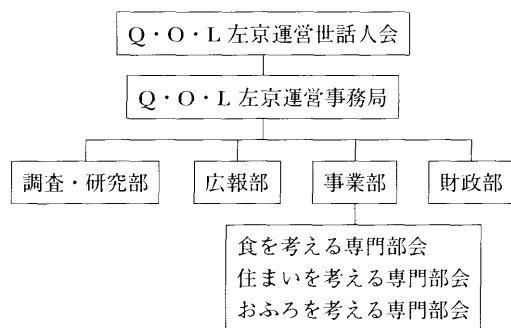 Q・O・L左京運営世話人会
Q・O・L左京運営事務局
調査・研究部
広報部
事業部
財政部
食を考える専門部会
住まいを考える専門部会
おふろを考える専門部会